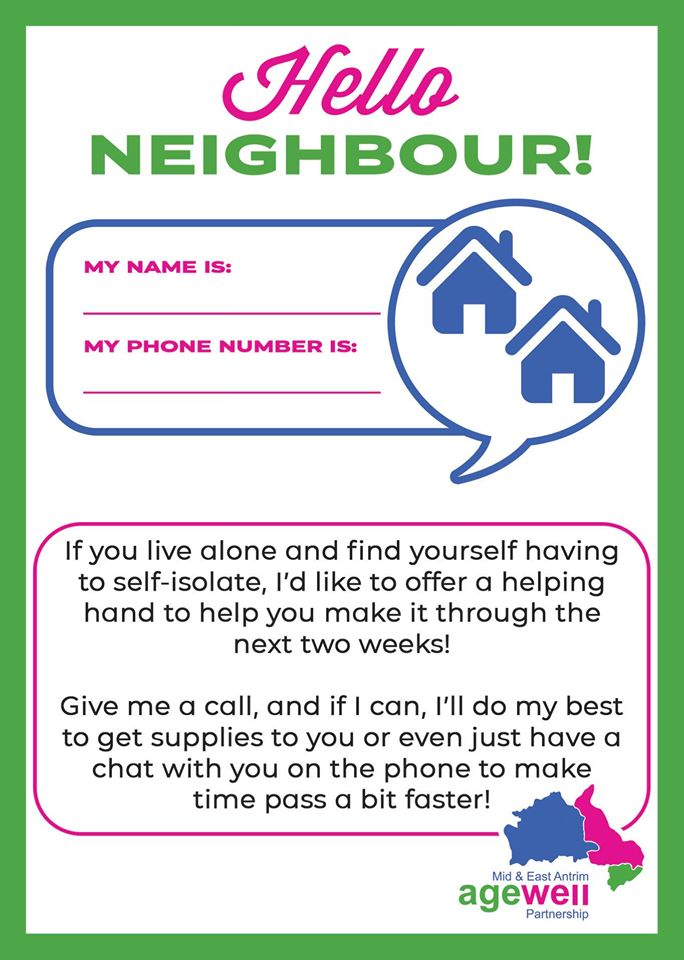 Hello
NEIGHBOUR!
MY NAME IS:
MY PHONE NUMBER IS:
If you live alone and find yourself having
to self-isolate, I'd like to offer a helping
hand to help you make it through the
next two weeks!
Give me a call, and if I can, I'll do my best
to get supplies to you or even just have a
chat with you on the phone to make
time pass a bit faster!
Mid & East Antrim
agewell
Partnership